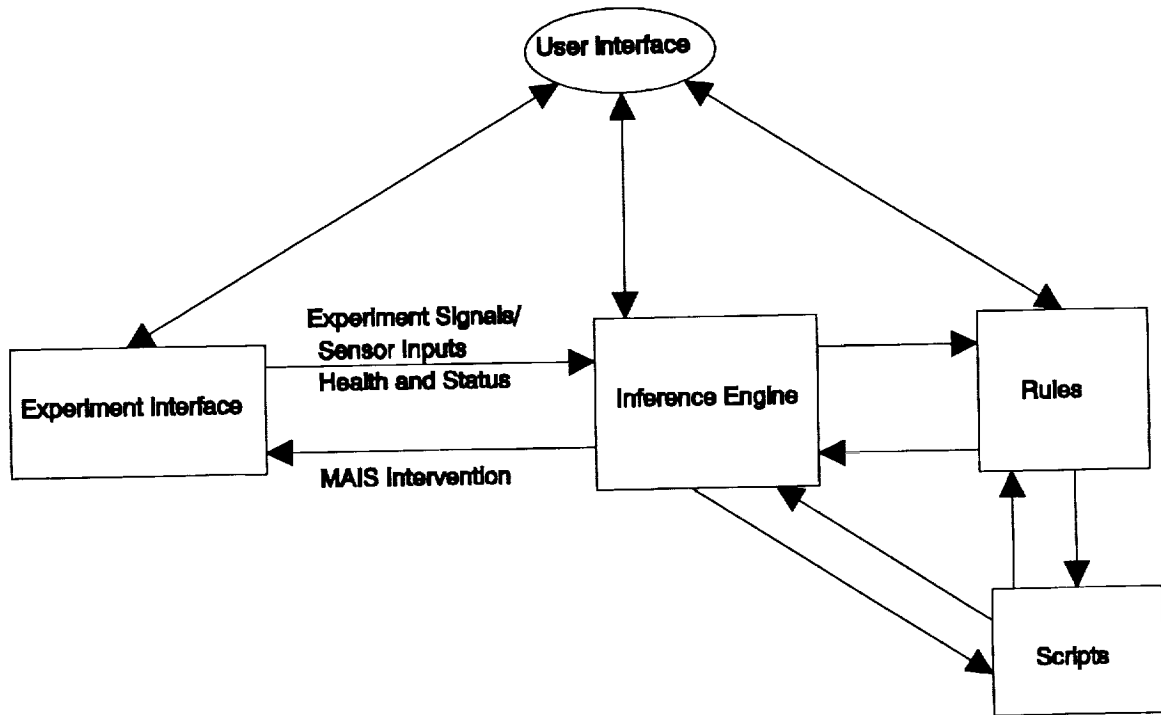 User Interface
Experiment Signals/
Sensor Inputs
Health and Status
Experiment Interface
Inference Engine
Rules
MAIS Intervention
Scripts